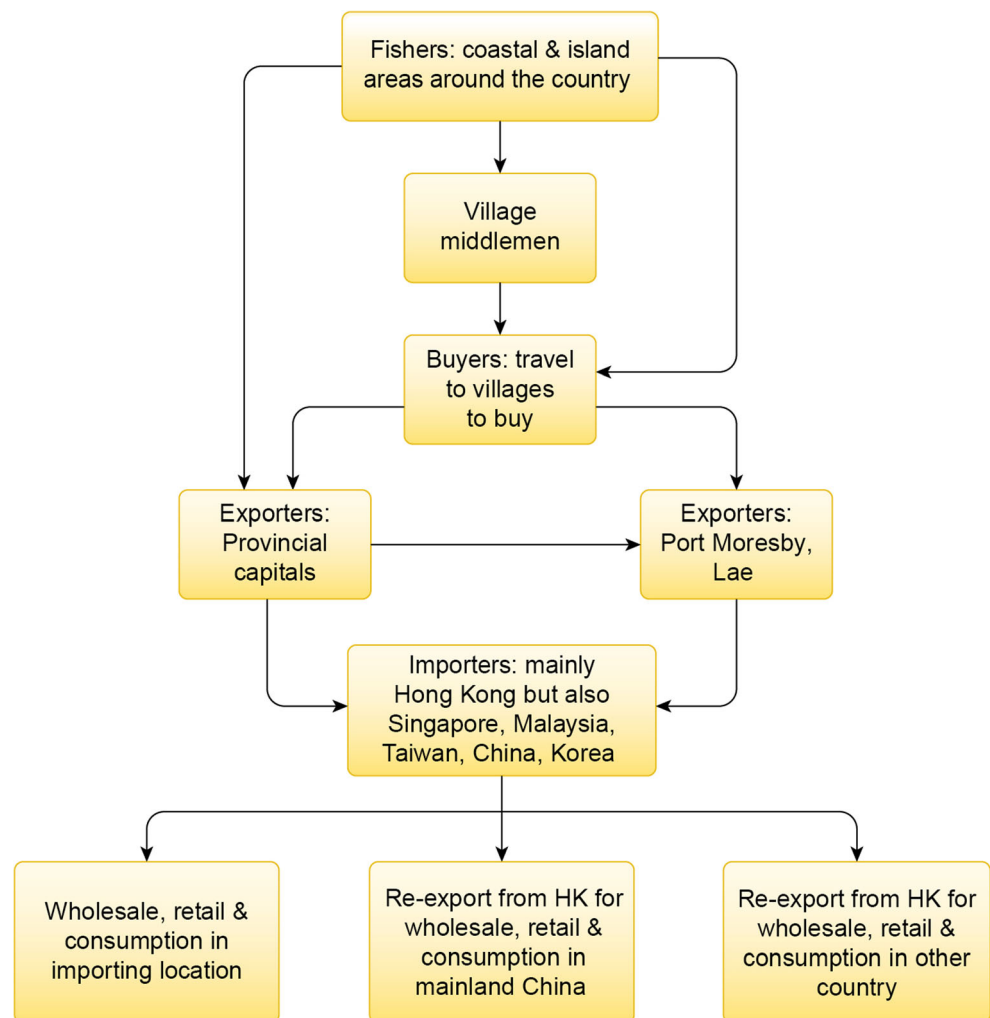 Fishers: coastal & island
areas around the country
Village
middlemen
Buyers: travel
to villages
to buy
Exporters:
Provincial
capitals
Exporters:
Port Moresby,
Lae
Importers: mainly
Hong Kong but also
Singapore, Malaysia,
Taiwan, China, Korea
Wholesale, retail &
consumption in
importing location
Re-export from HK for
wholesale, retail &
consumption in
mainland China
Re-export from HK for
wholesale, retail &
consumption in other
country